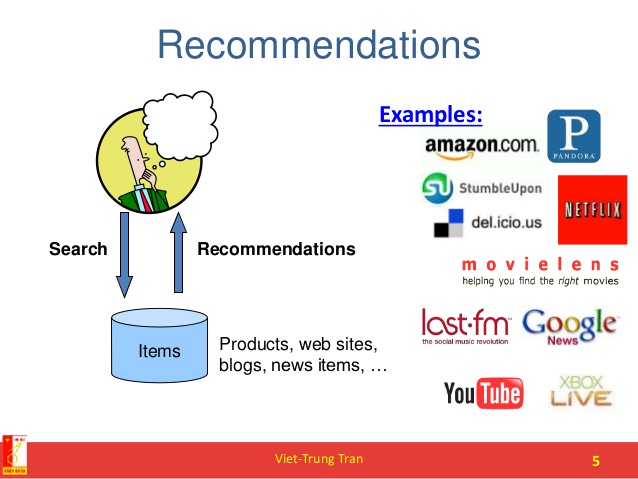 Recommendations
Examples:
amazon.com.
P
PANDORA
StumbleUpon
del.icio.us
NETFLIX
Search
Recommendations
movielens
helping you find the right movies
Items
Products, web sites,
blogs, news items, …
last.fm
the social music revolution
Google
News
YouTube
XBOX
LIVE
Viet-Trung Tran
5